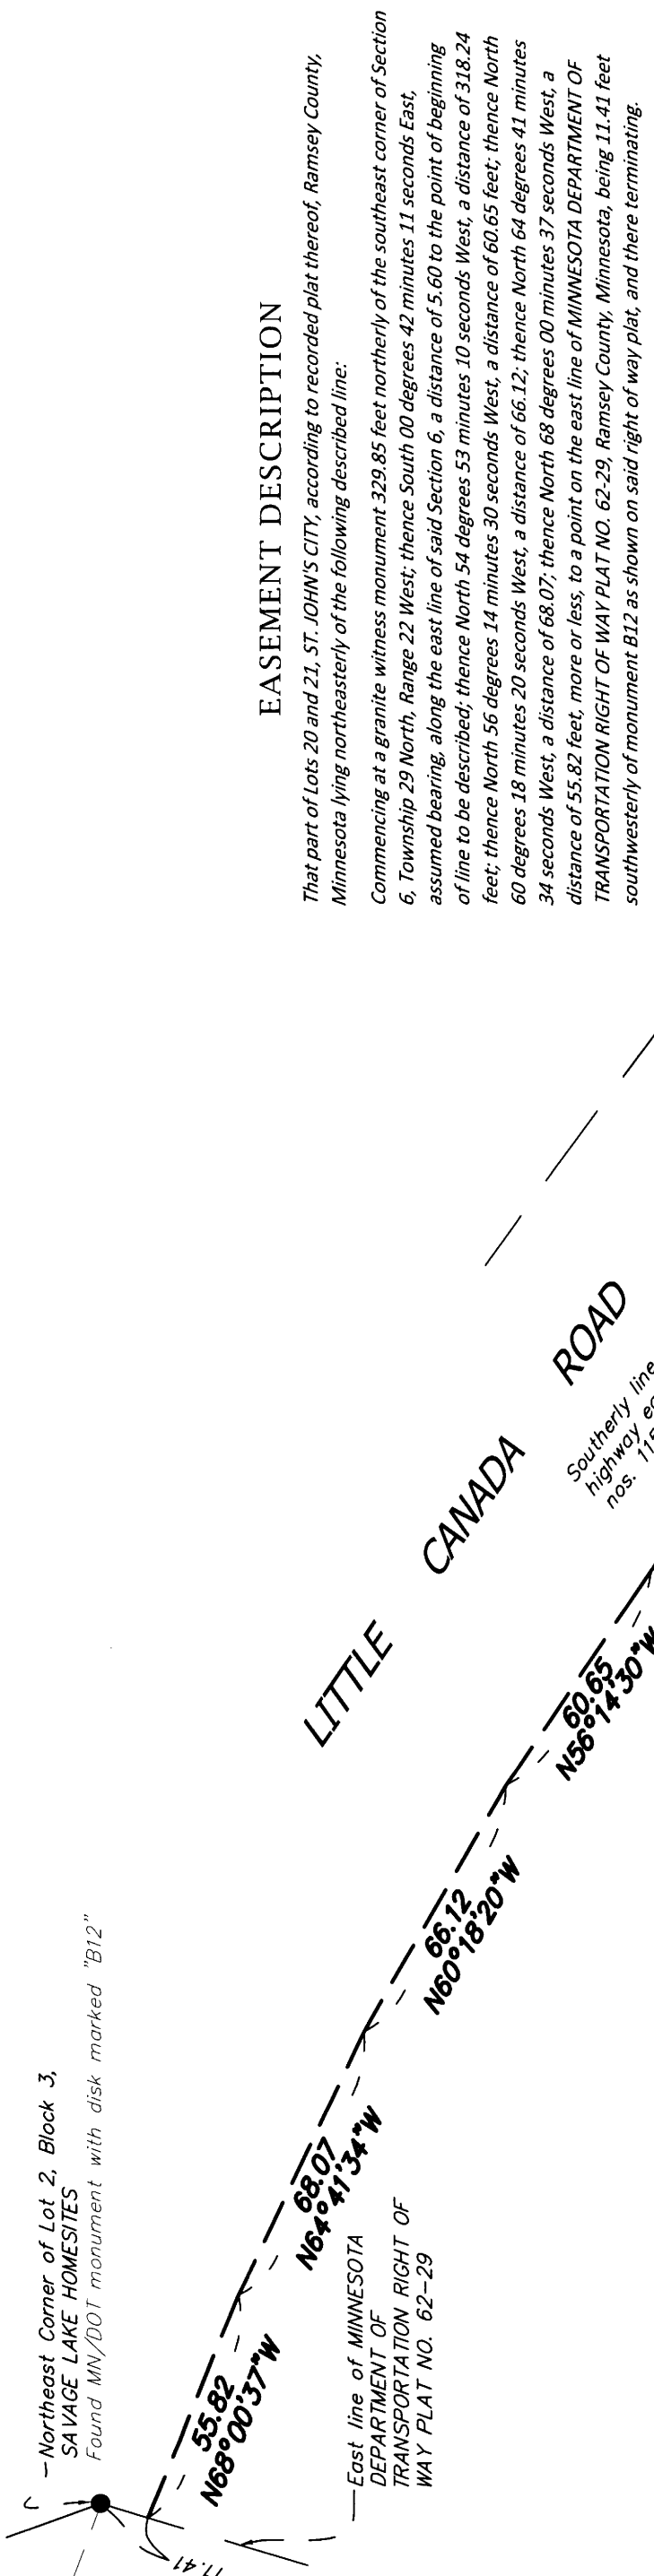 EASEMENT DESCRIPTION
That part of Lots 20 and 21, ST. JOHN'S CITY, according to recorded plat thereof, Ramsey County,
Minnesota lying northeasterly of the following described line:
Commencing at a granite witness monument 329.85 feet northerly of the southeast corner of Section
6, Township 29 North, Range 22 West; thence South 00 degrees 42 minutes 11 seconds East,
assumed bearing, along the east line of said Section 6, a distance of 5.60 to the point of beginning
of line to be described; thence North 54 degrees 53 minutes 10 seconds West, a distance of 318.24
feet; thence North 56 degrees 14 minutes 30 seconds West, a distance of 60.65 feet; thence North
60 degrees 18 minutes 20 seconds West, a distance of 66.12; thence North 64 degrees 41 minutes
34 seconds West, a distance of 68.07; thence North 68 degrees 00 minutes 37 seconds West, a
distance of 55.82 feet, more or less, to a point on the east line of MINNESOTA DEPARTMENT OF
TRANSPORTATION RIGHT OF WAY PLAT NO. 62-29, Ramsey County, Minnesota, being 11.41 feet
southwesterly of monument B12 as shown on said right of way plat, and there terminating.
Northeast Corner of Lot 2, Block 3,
SAVAGE LAKE HOMESITES
Found MN/DOT monument with disk marked "B12"
LITTLE CANADA ROAD
Southerly line
highway
nos.
11.41
55.82
N68°00'37"W
68.07
N64°41'34"W
66.12
N60°18'20"W
60.65
N56°14'30"W
East line of MINNESOTA
DEPARTMENT OF
TRANSPORTATION RIGHT OF
WAY PLAT NO. 62-29